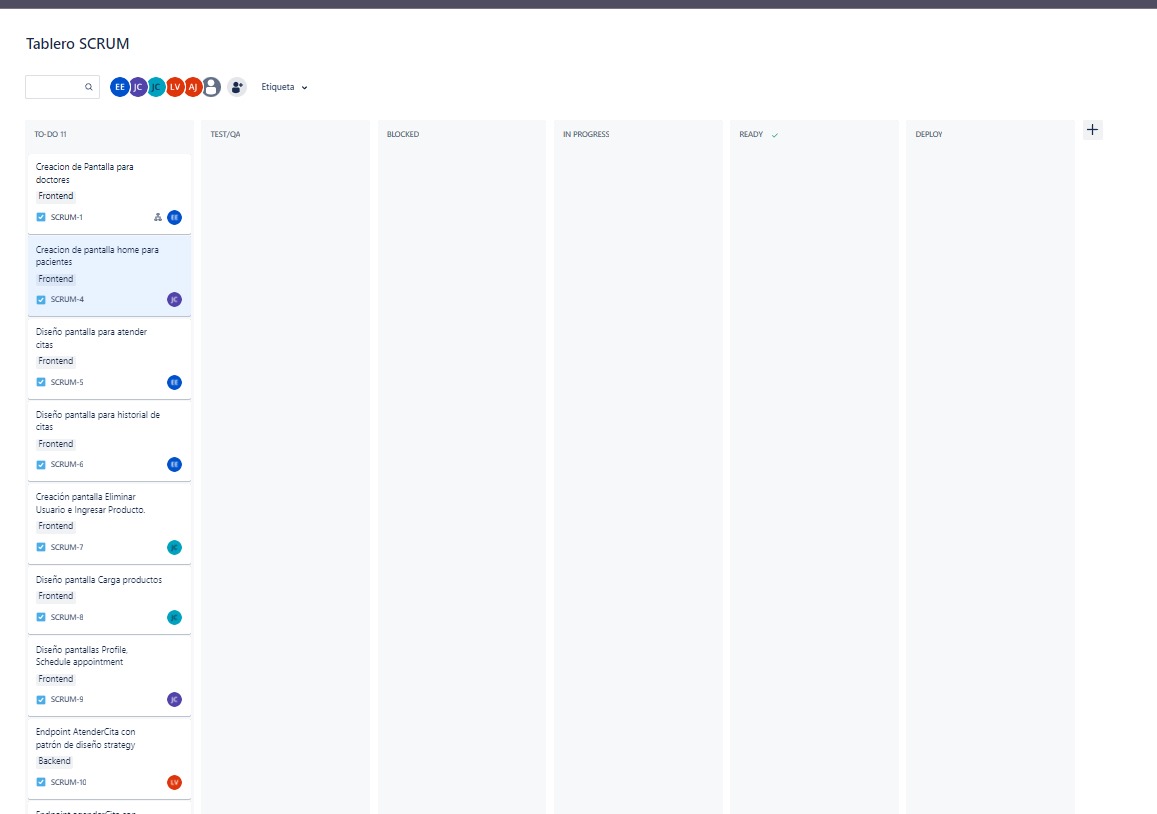 Tablero SCRUM
EE JC JC LV AJ Etiqueta
TO-DO 11 TEST/QA BLOCKED IN PROGRESS READY DEPLOY
Creacion de Pantalla para
doctores
Frontend
SCRUM-1 EE
Creacion de pantalla home para
pacientes
Frontend
SCRUM-4 JC
Diseño pantalla para atender
citas
Frontend
SCRUM-5 EE
Diseño pantalla para historial de
citas
Frontend
SCRUM-6 EE
Creación pantalla Eliminar
Usuario e Ingresar Producto.
Frontend
SCRUM-7 JC
Diseño pantalla Carga productos
Frontend
SCRUM-8 JC
Diseño pantallas Profile,
Schedule appointment
Frontend
SCRUM-9 JC
Endpoint AtenderCita con
patrón de diseño strategy
Backend
SCRUM-10 LV
Endpoint agenderCita con